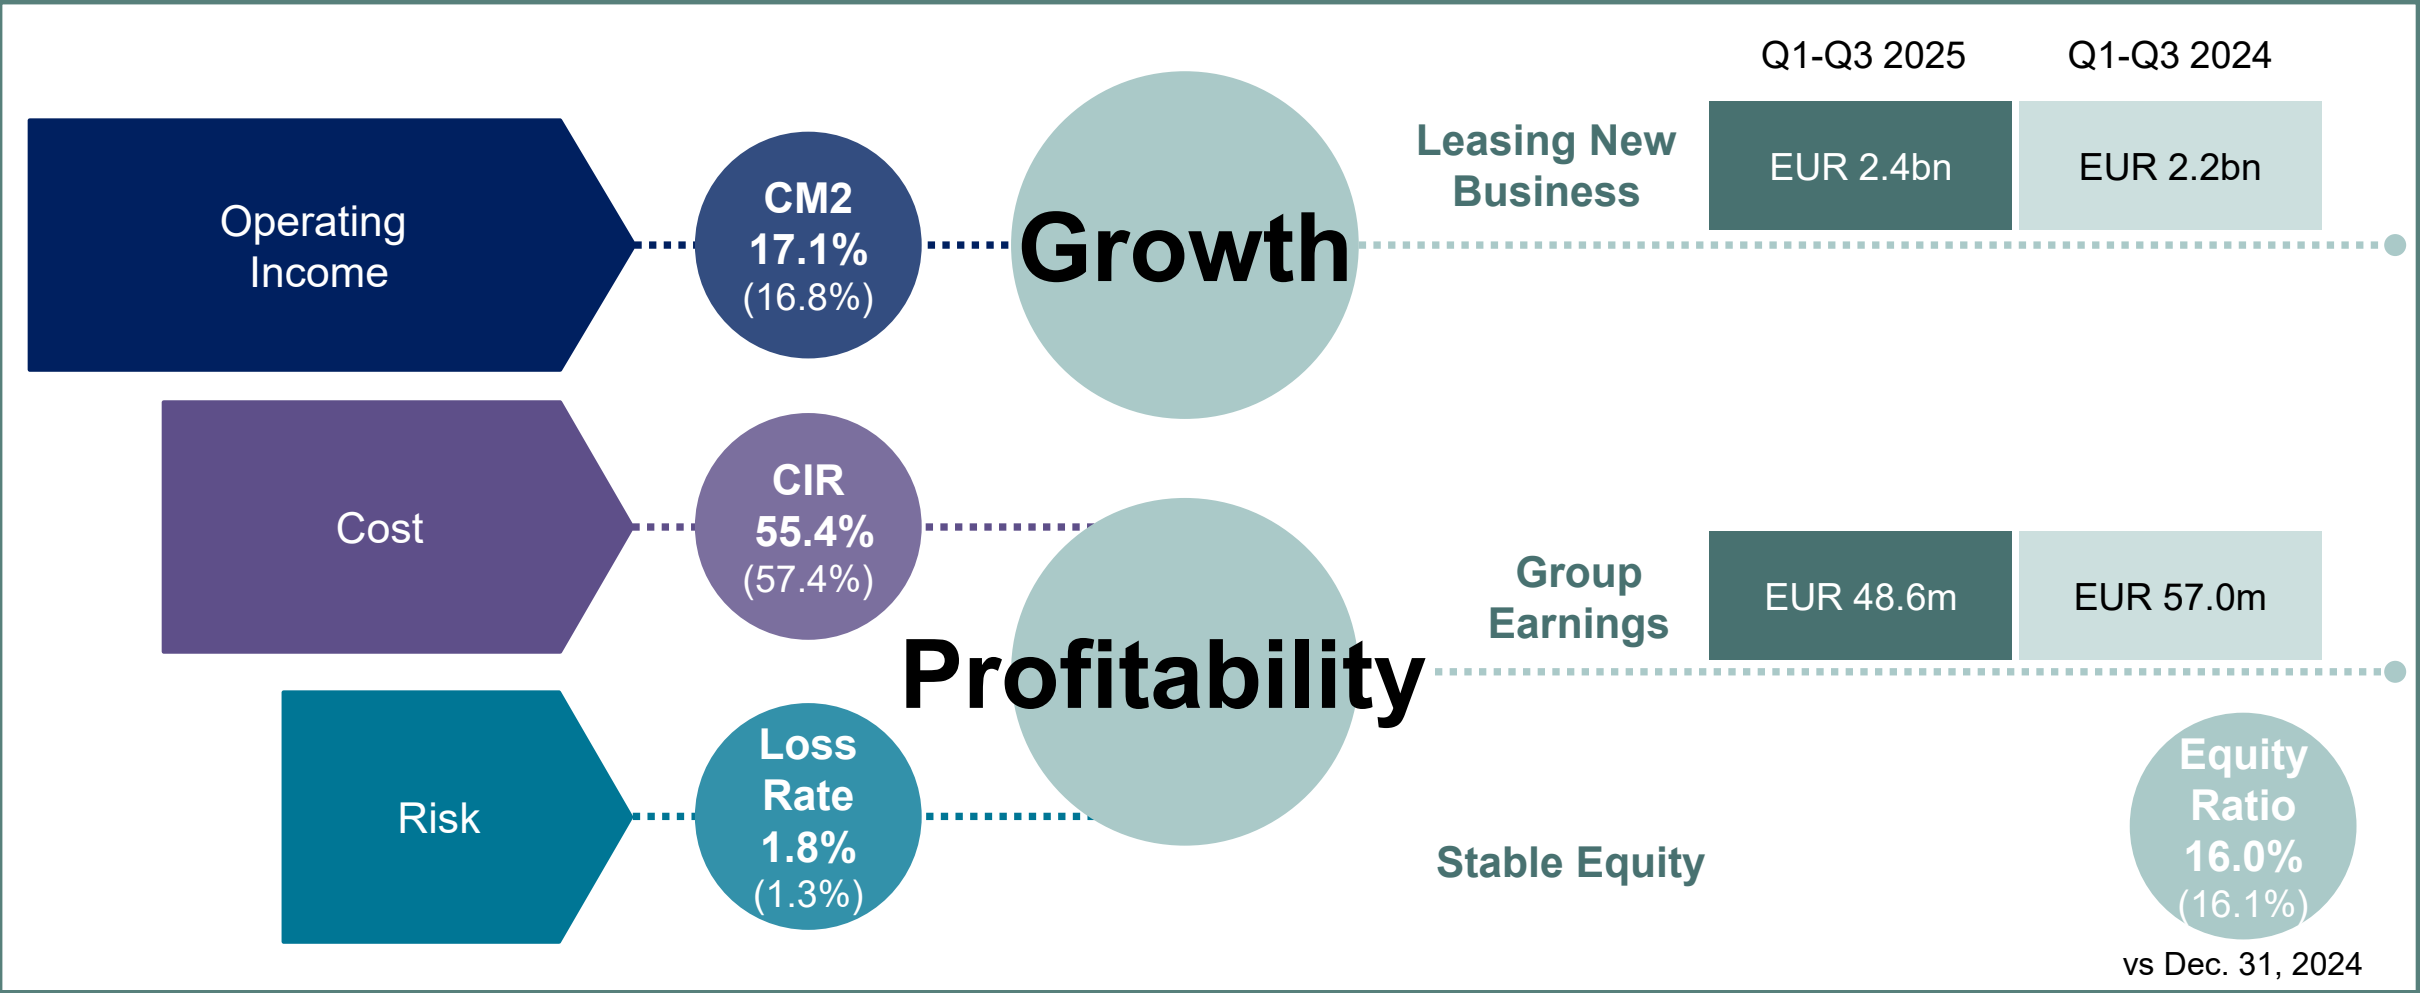 Q1-Q3 2025
Q1-Q3 2024
Operating
Income
CM2
17.1%
(16.8%)
Growth
Leasing New
Business
EUR 2.4bn
EUR 2.2bn
Cost
CIR
55.4%
(57.4%)
Profitability
Group
Earnings
EUR 48.6m
EUR 57.0m
Risk
Loss
Rate
1.8%
(1.3%)
Stable Equity
Equity
Ratio
16.0%
(16.1%)
vs Dec. 31, 2024